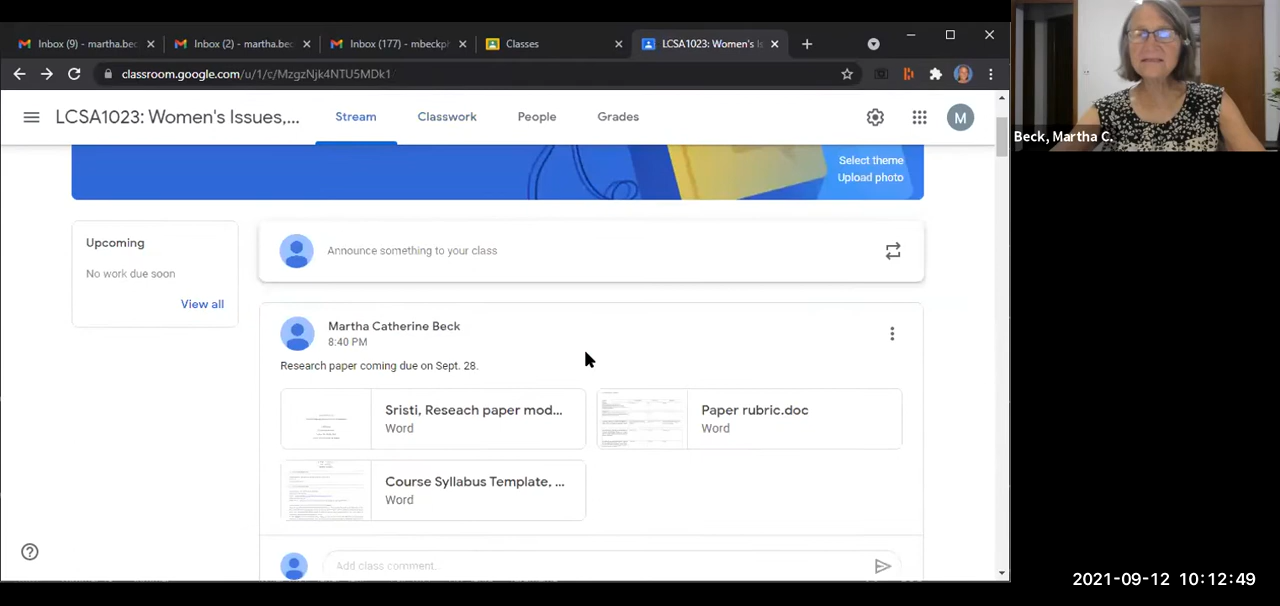 Inbox (9) - martha.bec
Inbox (2) - martha.bec
Inbox (177) - mbeckp
Classes
LCSA1023: Women's Is
classroom.google.com/u/1/c/MzgzNjk4NTU5MDk1
LCSA1023: Women's Issues,...
Stream
Classwork
People
Grades
M
Select theme
Upload photo
Upcoming
No work due soon
View all
Announce something to your class
Martha Catherine Beck
8:40 PM
Research paper coming due on Sept. 28.
Sristi, Reseach paper mod...
Word
Paper rubric.doc
Word
Course Syllabus Template, ...
Word
Add class comment...
Beck, Martha C.
2021-09-12 10:12:49